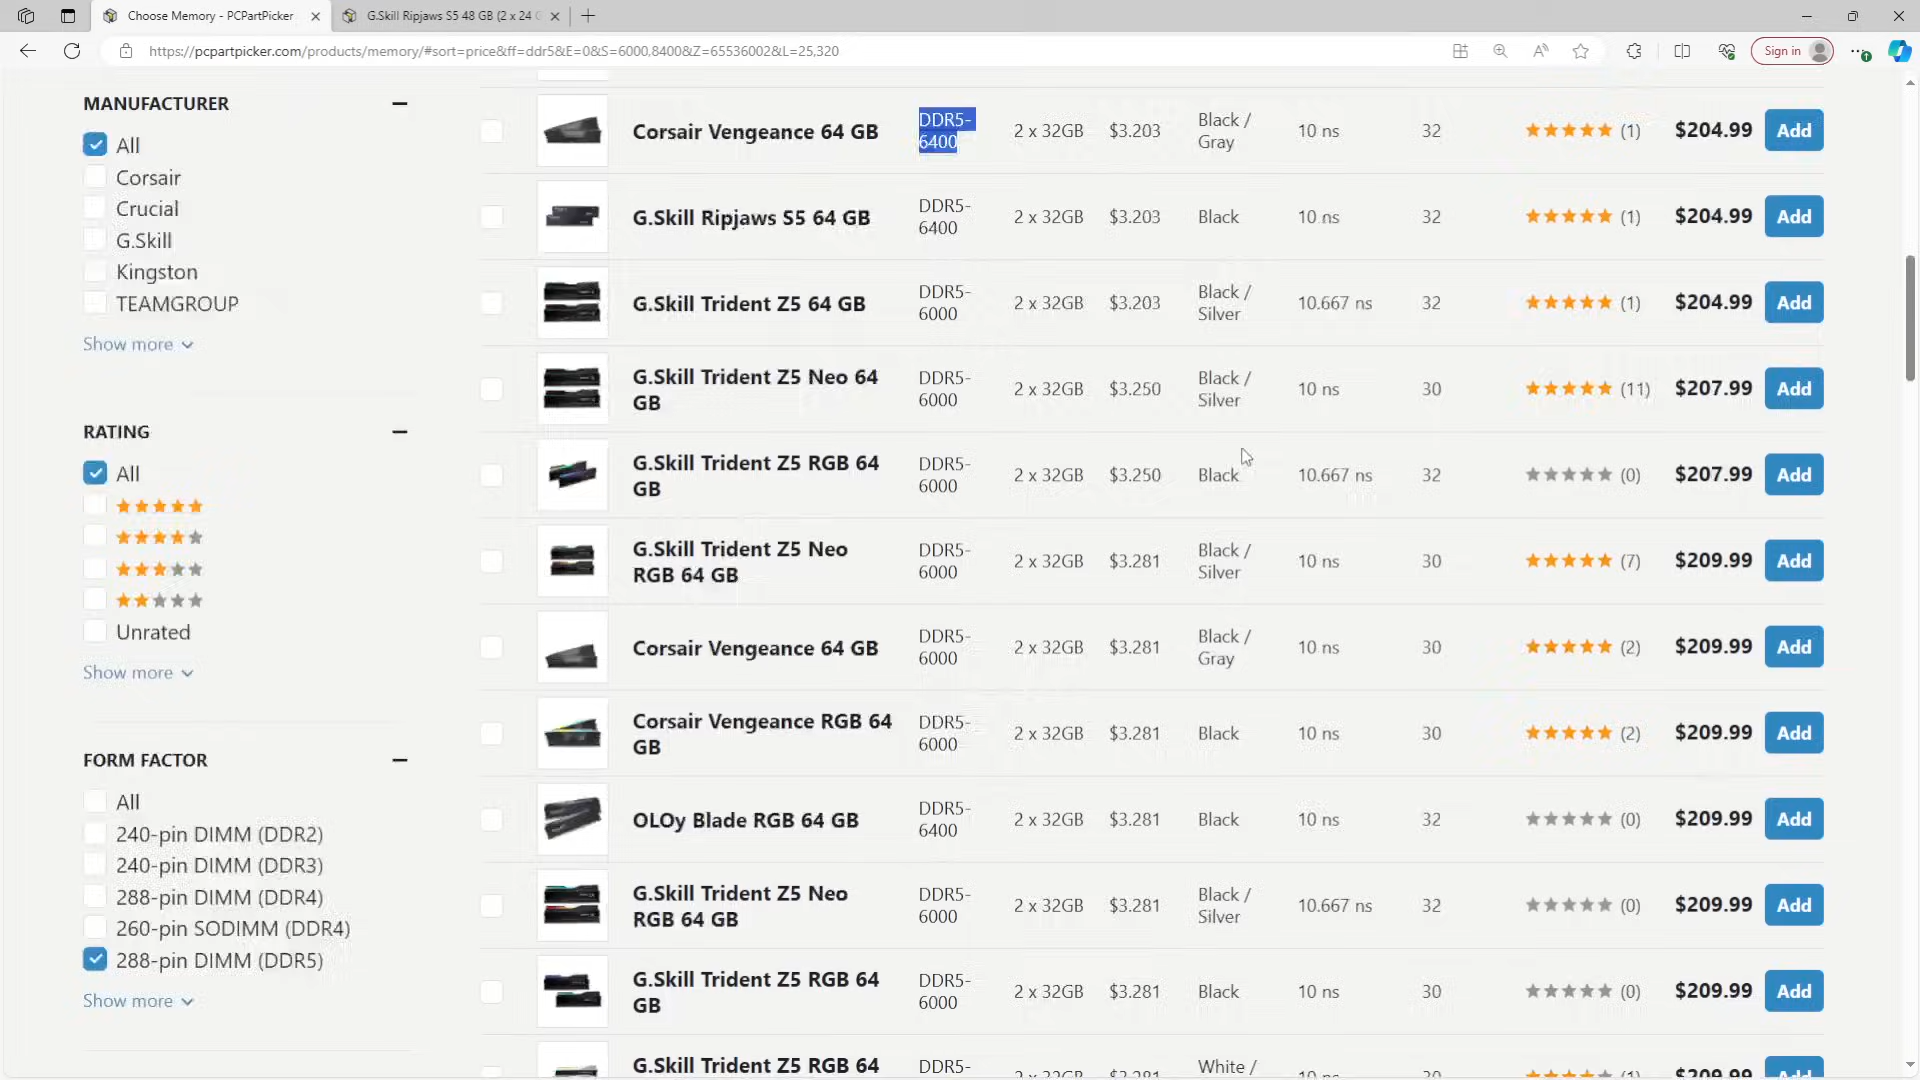 Choose Memory - PCPartPicker
G.Skill Ripjaws S5 48 GB (2 x 24 G
https://pcpartpicker.com/products/memory/#sort=price&ff=ddr5&E=0&S=6000,8400&Z=65536002&L=25,320
Sign in
MANUFACTURER
All
Corsair
Crucial
G.Skill
Kingston
TEAMGROUP
Show more
RATING
All
Unrated
Show more
FORM FACTOR
All
240-pin DIMM (DDR2)
240-pin DIMM (DDR3)
288-pin DIMM (DDR4)
260-pin SODIMM (DDR4)
288-pin DIMM (DDR5)
Show more
Corsair Vengeance 64 GB DDR5-6400 2 x 32GB $3.203 Black / Gray 10 ns 32 (1) $204.99 Add
G.Skill Ripjaws S5 64 GB DDR5-6400 2 x 32GB $3.203 Black 10 ns 32 (1) $204.99 Add
G.Skill Trident Z5 64 GB DDR5-6000 2 x 32GB $3.203 Black / Silver 10.667 ns 32 (1) $204.99 Add
G.Skill Trident Z5 Neo 64 GB DDR5-6000 2 x 32GB $3.250 Black / Silver 10 ns 30 (11) $207.99 Add
G.Skill Trident Z5 RGB 64 GB DDR5-6000 2 x 32GB $3.250 Black 10.667 ns 32 (0) $207.99 Add
G.Skill Trident Z5 Neo RGB 64 GB DDR5-6000 2 x 32GB $3.281 Black / Silver 10 ns 30 (7) $209.99 Add
Corsair Vengeance 64 GB DDR5-6000 2 x 32GB $3.281 Black / Gray 10 ns 30 (2) $209.99 Add
Corsair Vengeance RGB 64 GB DDR5-6000 2 x 32GB $3.281 Black 10 ns 30 (2) $209.99 Add
OLOy Blade RGB 64 GB DDR5-6400 2 x 32GB $3.281 Black 10 ns 32 (0) $209.99 Add
G.Skill Trident Z5 Neo RGB 64 GB DDR5-6000 2 x 32GB $3.281 Black / Silver 10.667 ns 32 (0) $209.99 Add
G.Skill Trident Z5 RGB 64 GB DDR5-6000 2 x 32GB $3.281 Black 10 ns 30 (0) $209.99 Add
G.Skill Trident Z5 RGB 64 DDR5- 2 x 32GB $3.281 White / 10 ns 30 (1) $209.99 Add